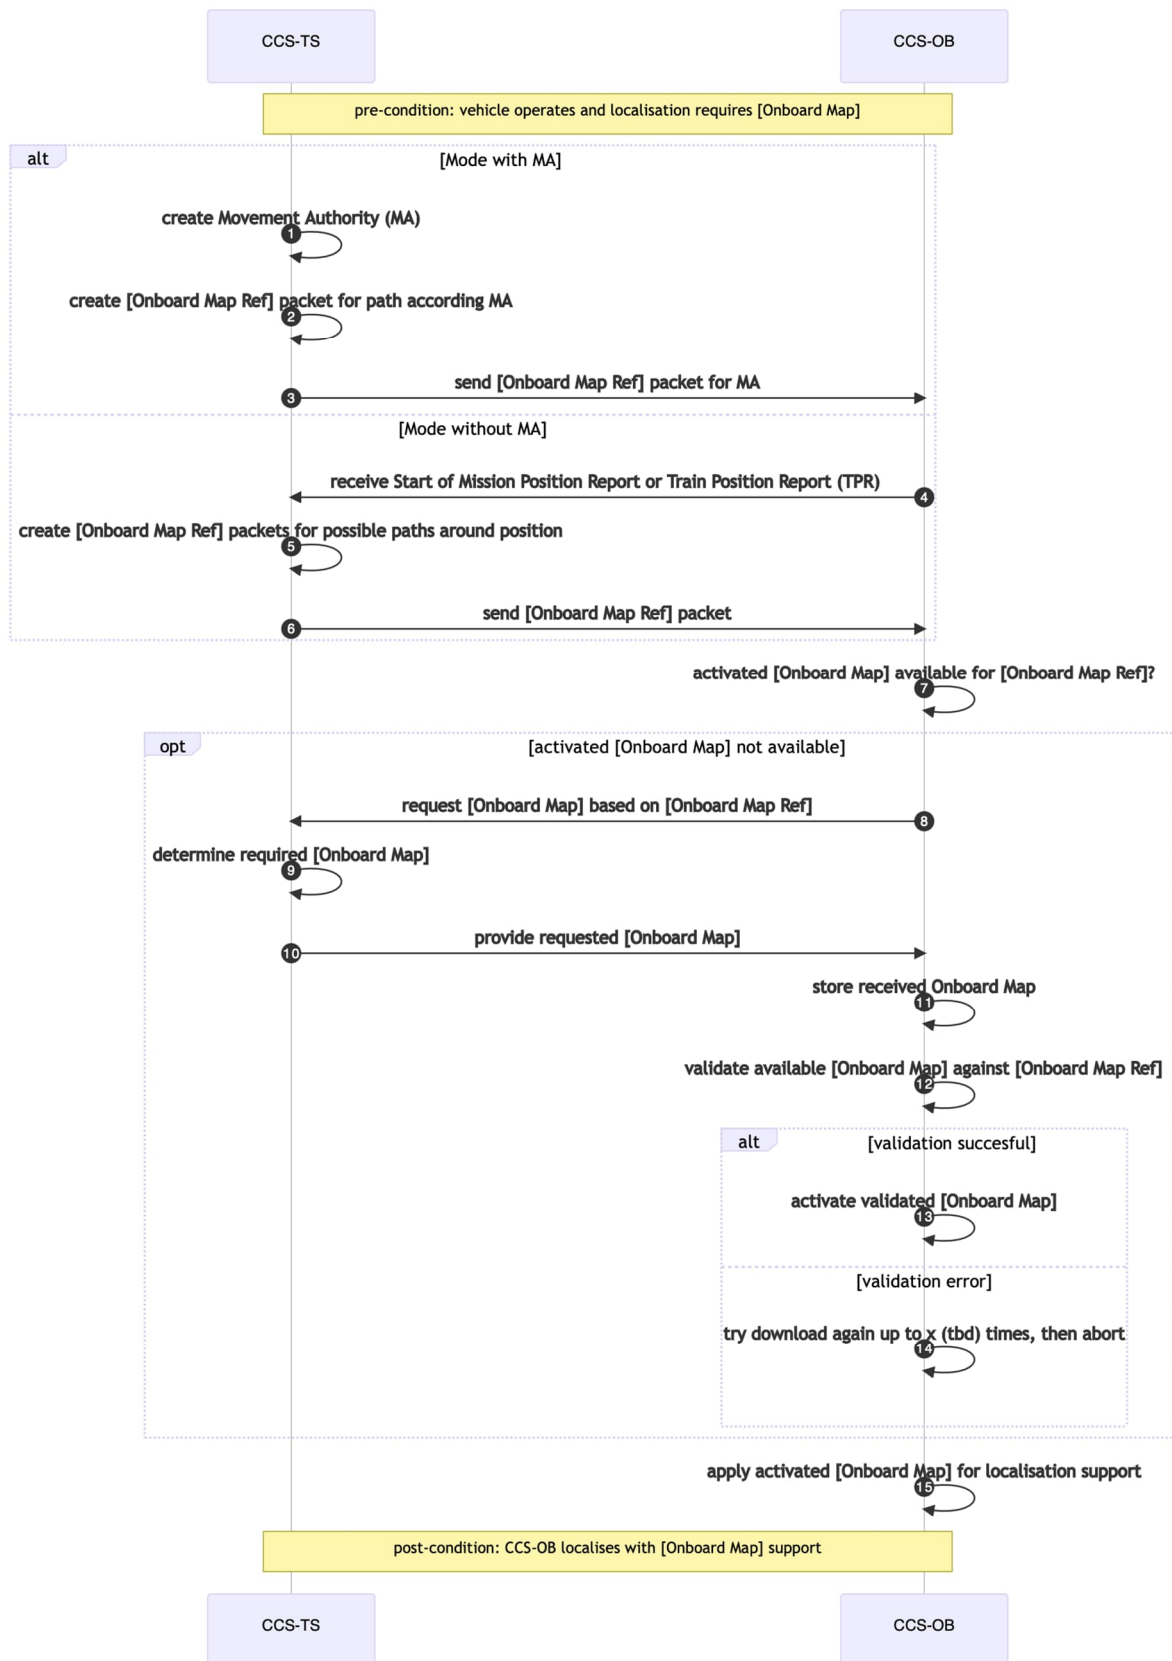 CCS-TS
CCS-OB
pre-condition: vehicle operates and localisation requires [Onboard Map]
alt
[Mode with MA]
create Movement Authority (MA)
1
create [Onboard Map Ref] packet for path according MA
2
send [Onboard Map Ref] packet for MA
3
[Mode without MA]
receive Start of Mission Position Report or Train Position Report (TPR)
4
create [Onboard Map Ref] packets for possible paths around position
5
send [Onboard Map Ref] packet
6
activated [Onboard Map] available for [Onboard Map Ref]?
7
opt
[activated [Onboard Map] not available]
request [Onboard Map] based on [Onboard Map Ref]
8
determine required [Onboard Map]
9
provide requested [Onboard Map]
10
store received Onboard Map
11
validate available [Onboard Map] against [Onboard Map Ref]
12
alt
[validation succesful]
activate validated [Onboard Map]
13
[validation error]
try download again up to x (tbd) times, then abort
14
apply activated [Onboard Map] for localisation support
15
post-condition: CCS-OB localises with [Onboard Map] support
CCS-TS
CCS-OB